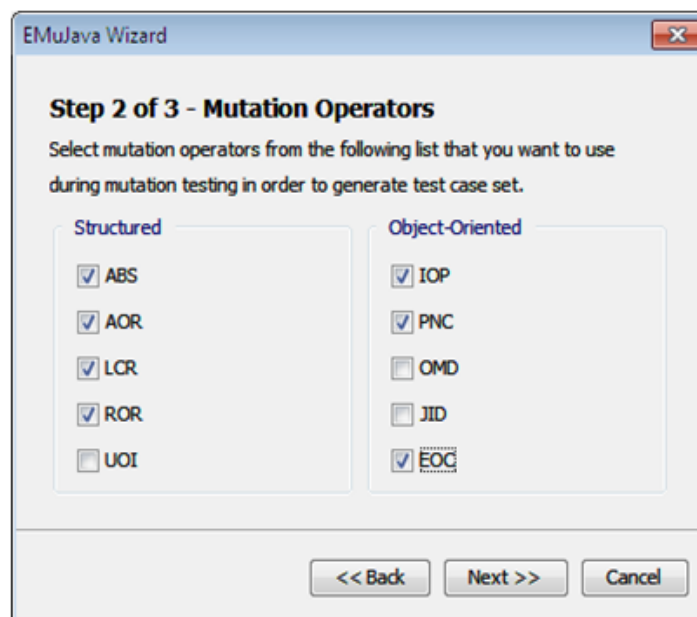 EMuJava Wizard
Step 2 of 3 - Mutation Operators
Select mutation operators from the following list that you want to use
during mutation testing in order to generate test case set.
Structured
ABS
AOR
LCR
ROR
UOI
Object-Oriented
IOP
PNC
OMD
JID
EOC
<< Back
Next >>
Cancel